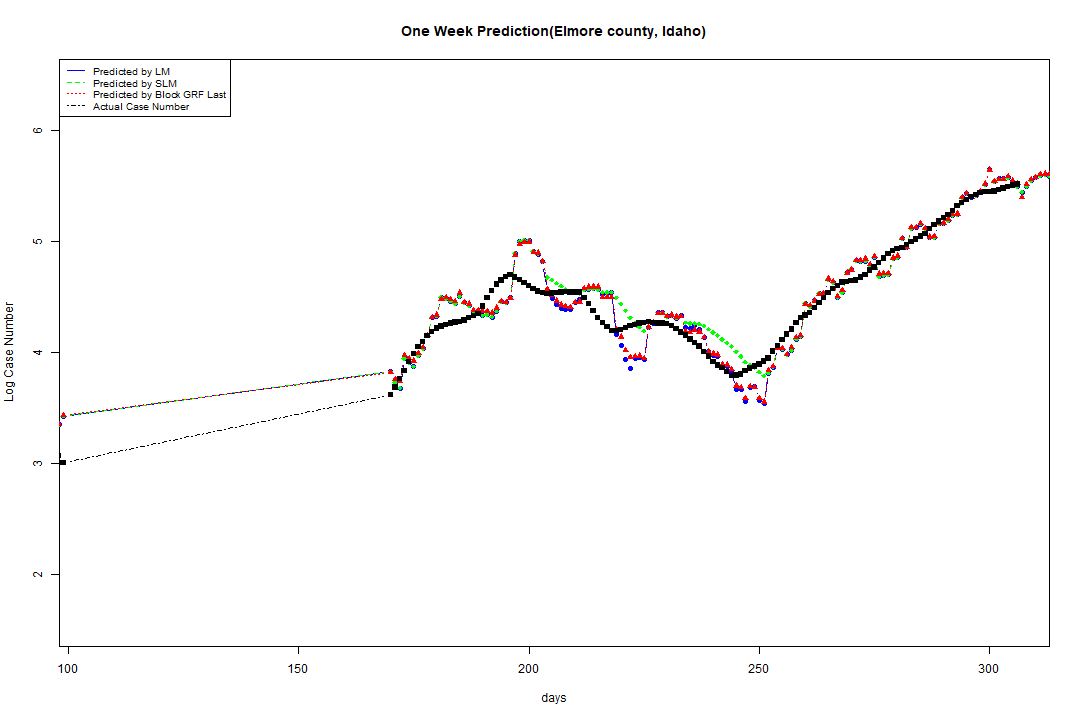 One Week Prediction(Elmore county, Idaho)
Predicted by LM
Predicted by SLM
Predicted by Block GRF Last
Actual Case Number
Log Case Number
6
5
4
3
2
100 150 200 250 300
days